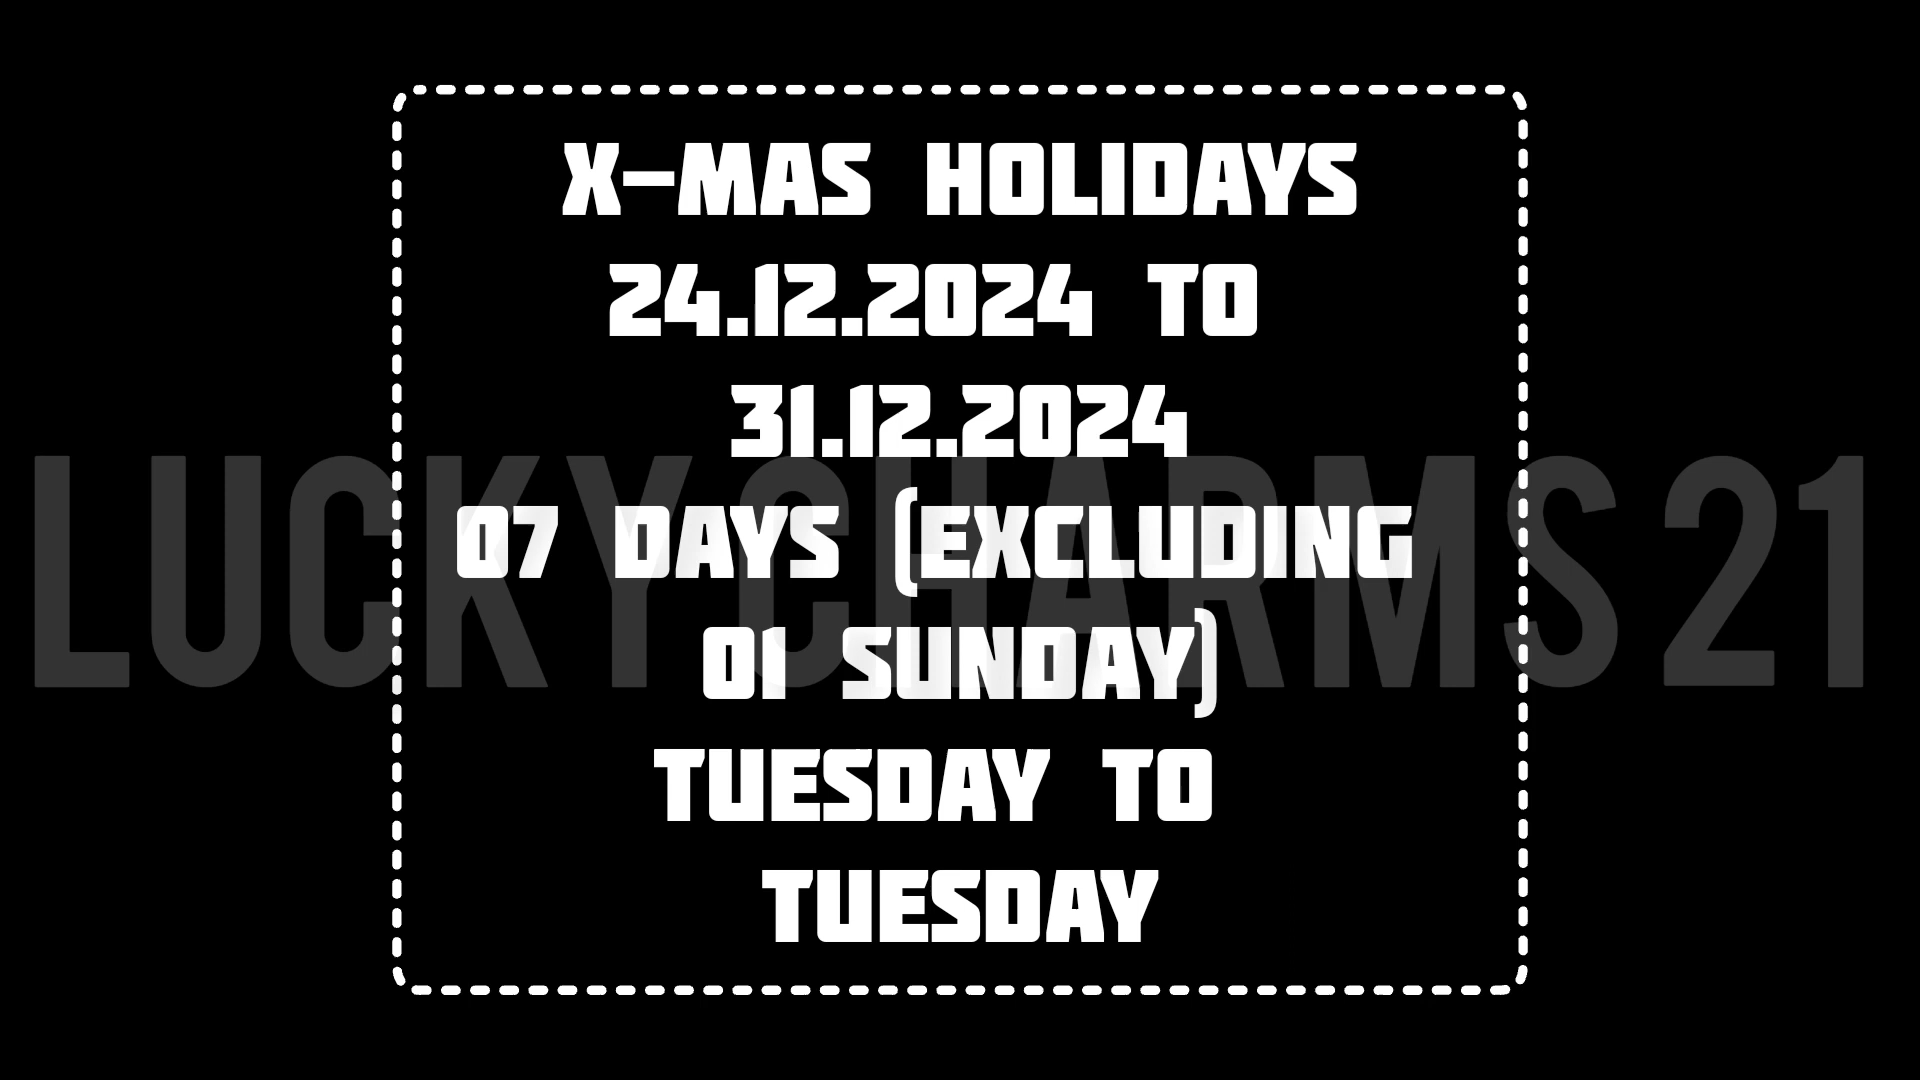 X-MAS HOLIDAYS
24.12.2024 TO
31.12.2024
07 DAYS (EXCLUDING
01 SUNDAY)
TUESDAY TO
TUESDAY
LUCKYCHARMS21